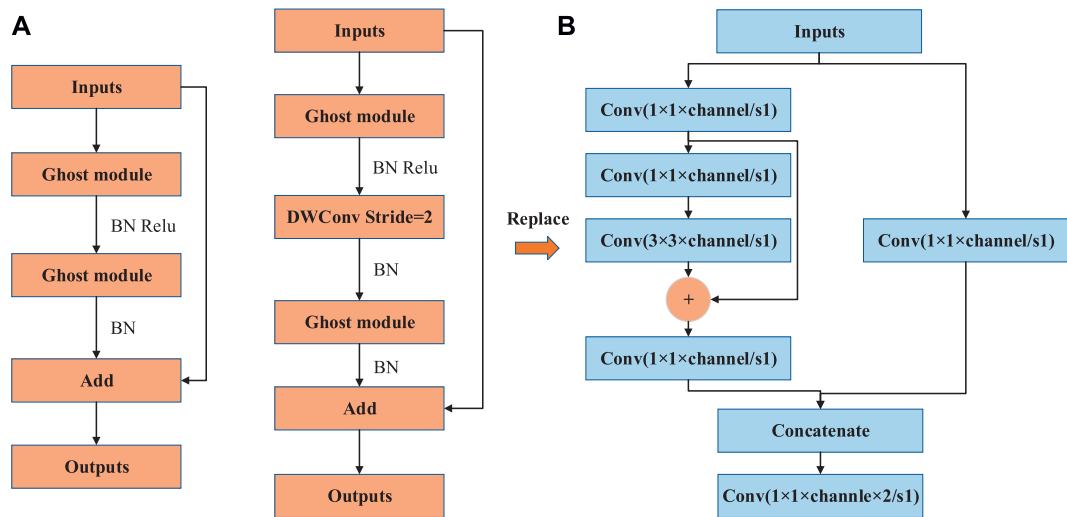 A
Inputs
Ghost module
BN Relu
Ghost module
BN
Add
Outputs
Inputs
Ghost module
BN Relu
DWConv Stride=2
BN
Ghost module
BN
Add
Outputs
Replace
B
Inputs
Conv(1×1×channel/s1)
Conv(1×1×channel/s1)
Conv(3×3×channel/s1)
+
Conv(1×1×channel/s1)
Conv(1×1×channel/s1)
Concatenate
Conv(1×1×channle×2/s1)